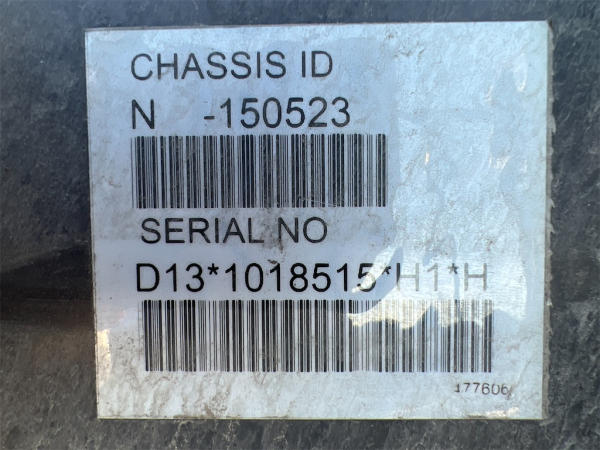 CHASSIS ID
N -150523
SERIAL NO
D13*1018515*H1*H
177606